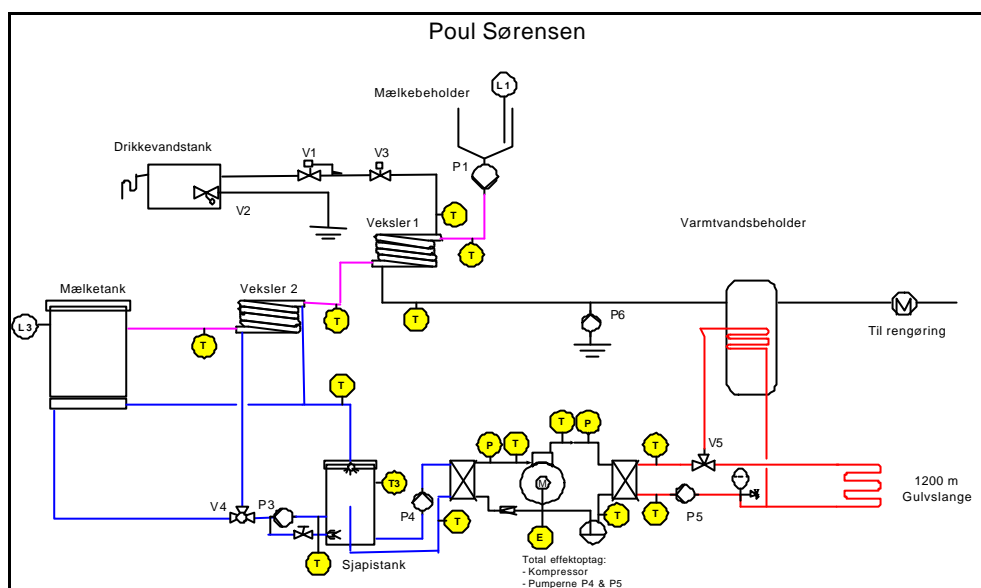 Poul Sørensen
L1
Mælkebeholder
Drikkevandstank
V1
V3
P1
V2
T
Veksler 1
T
Varmtvandsbeholder
Mælketank
Veksler 2
L3
T
T
T
P6
M
Til rengøring
T
P
T
T
P
T
V5
T3
M
1200 m
Gulvslange
V4
P3
P4
T
T
T
P5
T
E
Sjapistank
Total effektoptag:
- Kompressor
- Pumperne P4 & P5